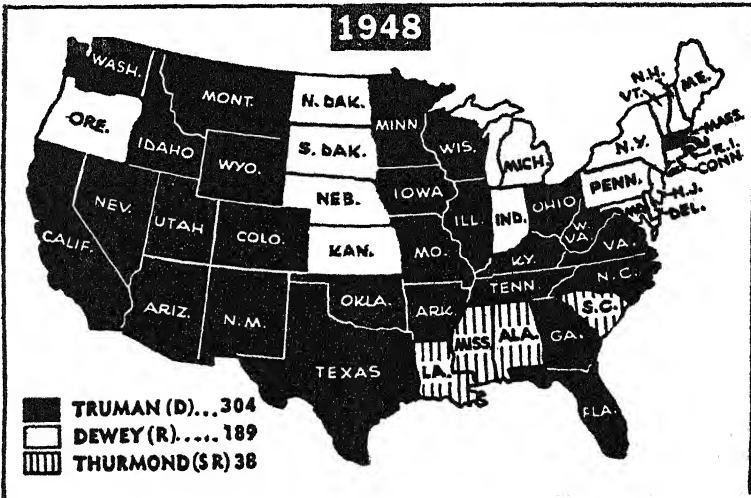 1948
WASH.
MONT.
N. DAK.
MINN
N.H.
VT.
ME.
ORE.
IDAHO
WYO.
S. DAK.
WIS.
MICH.
N.Y.
MASS.
R.I.
CONN.
NEB.
IOWA
PENN.
N.J.
DEL.
NEV.
UTAH
COLO.
KAN.
MO.
ILL.
IND.
OHIO
W.
VA.
VA.
CALIF.
KY.
N.C.
ARIZ.
N.M.
OKLA.
ARK.
TENN
S.C.
TEXAS
LA.
MISS.
ALA.
GA.
FLA.
TRUMAN (D)...304
DEWEY (R).....189
THURMOND(SR) 38